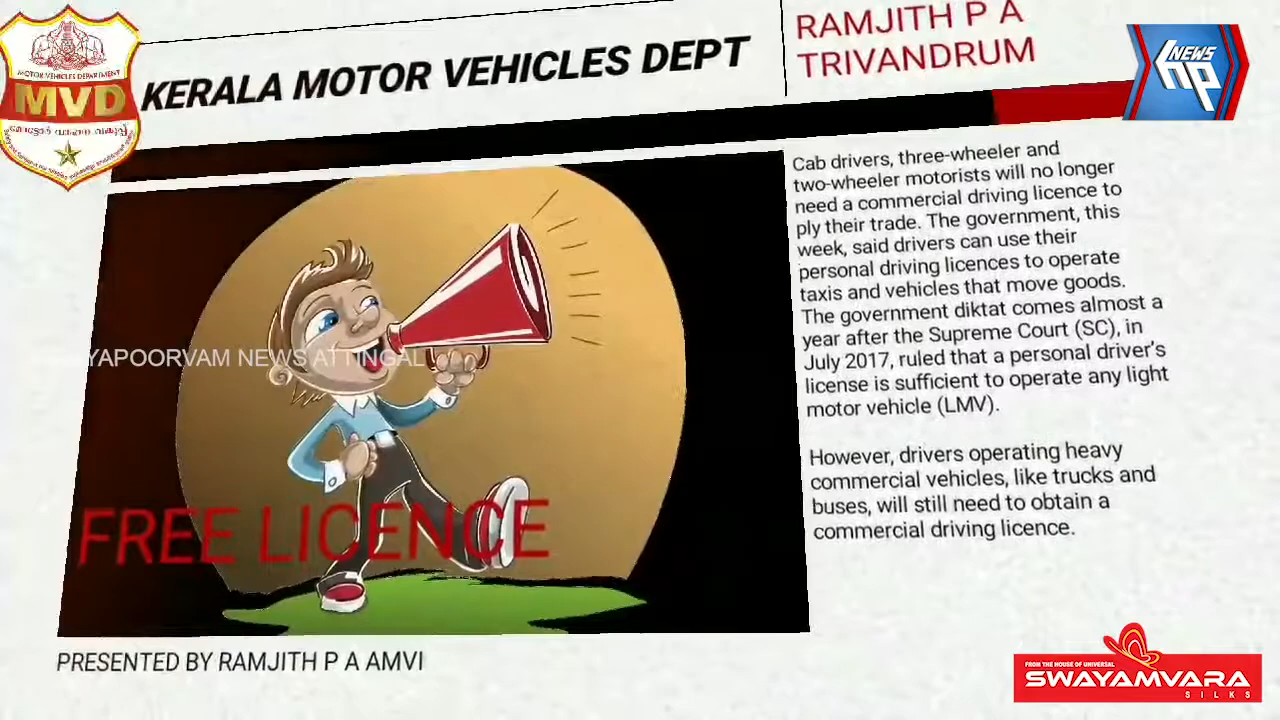 KERALA MOTOR VEHICLES DEPT
RAMJITH P A
TRIVANDRUM
NEWS
np
MOTOR VEHICLES DEPARTMENT
MVD
മോട്ടോർ വാഹന വകുപ്പ്
Cab drivers, three-wheeler and
two-wheeler motorists will no longer
need a commercial driving licence to
ply their trade. The government, this
week, said drivers can use their
personal driving licences to operate
taxis and vehicles that move goods.
The government diktat comes almost a
year after the Supreme Court (SC), in
July 2017, ruled that a personal driver's
license is sufficient to operate any light
motor vehicle (LMV).
However, drivers operating heavy
commercial vehicles, like trucks and
buses, will still need to obtain a
commercial driving licence.
YAPOORVAM NEWS ATTINGAL
FREE LICENCE
PRESENTED BY RAMJITH P A AMVI
FROM THE HOUSE OF UNIVERSAL
SWAYAMVARA
SILKS